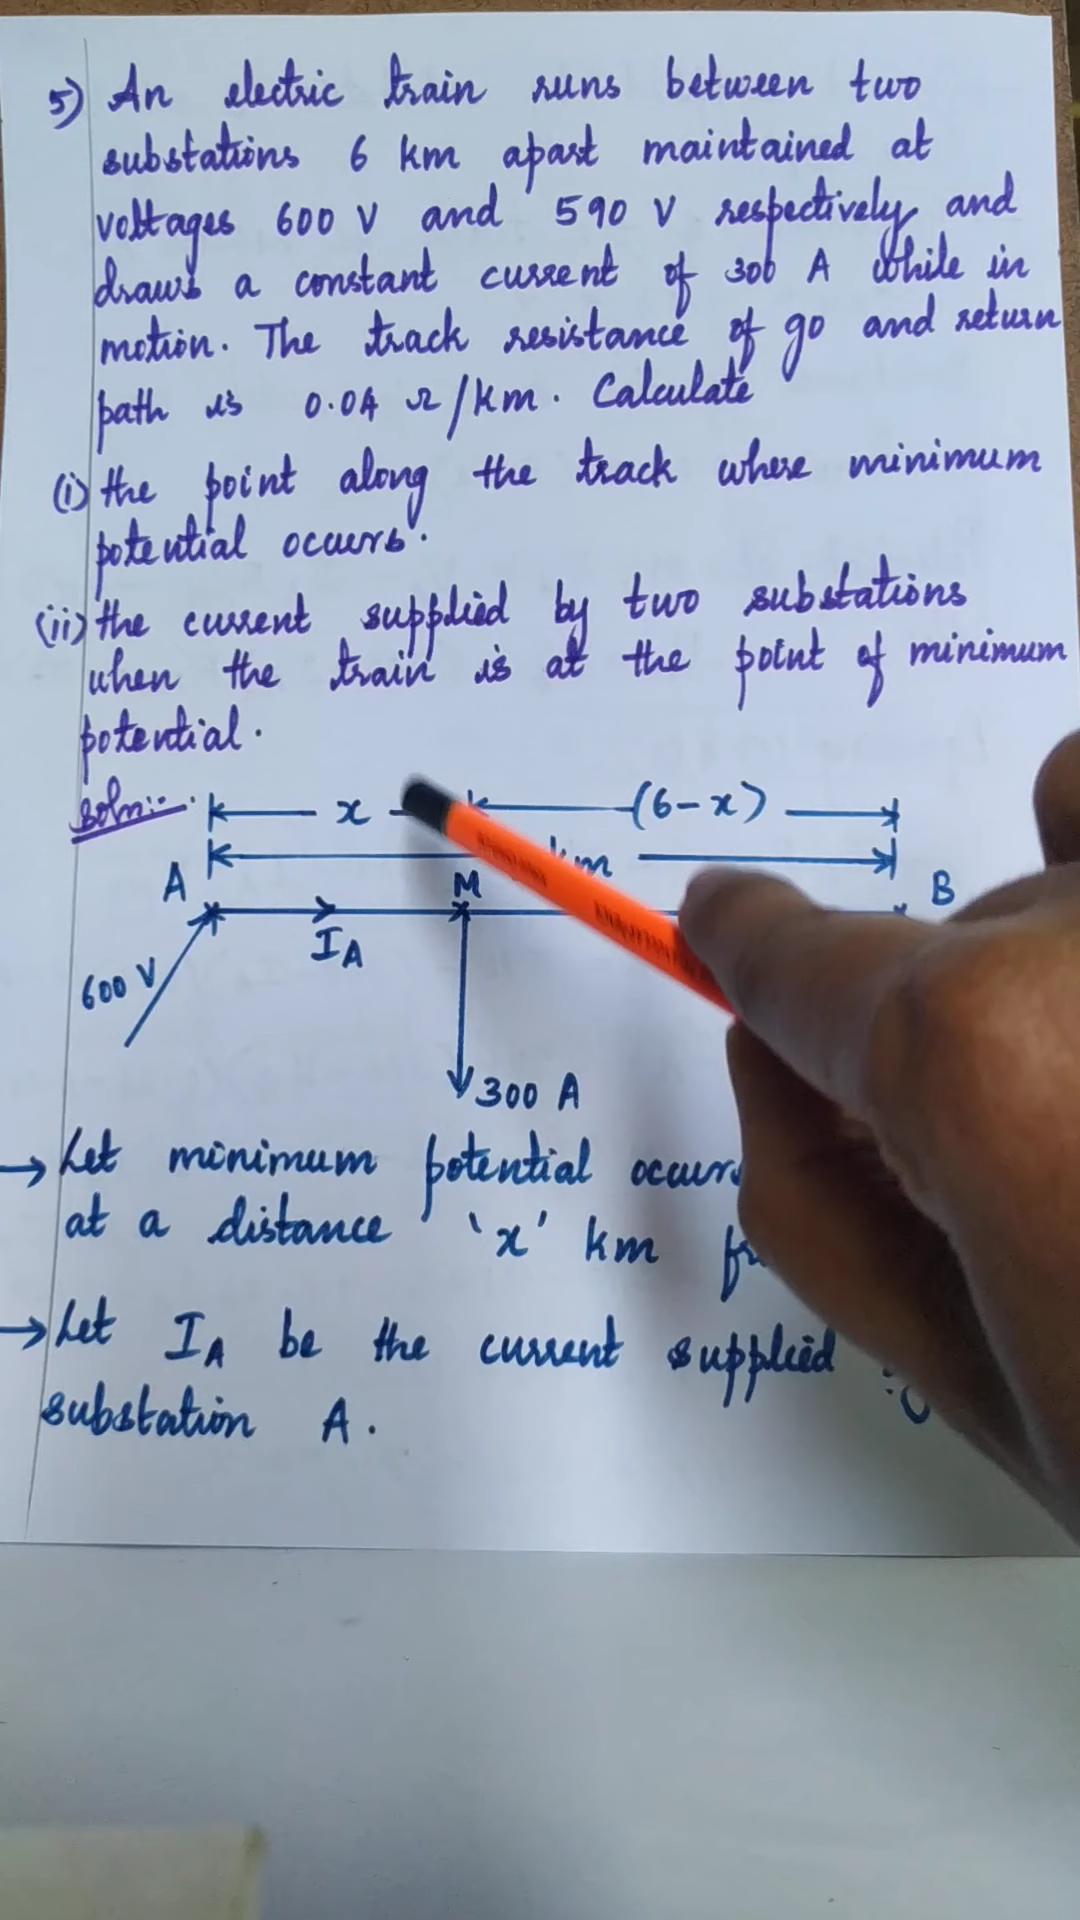 5) An electric train runs between two
substations 6 km apart maintained at
voltages 600 V and 590 V respectively and
draws a constant current of 300 A while in
motion. The track resistance of go and return
path is 0.04 Ω/km. Calculate
(i) the point along the track where minimum
potential occurs.
(ii) the current supplied by two substations
when the train is at the point of minimum
potential.
Soln:-
x (6-x)
km
A M B
I_A
600 V
300 A
→ Let minimum potential occurs
at a distance 'x' km
→ Let I_A be the current supplied
substation A.